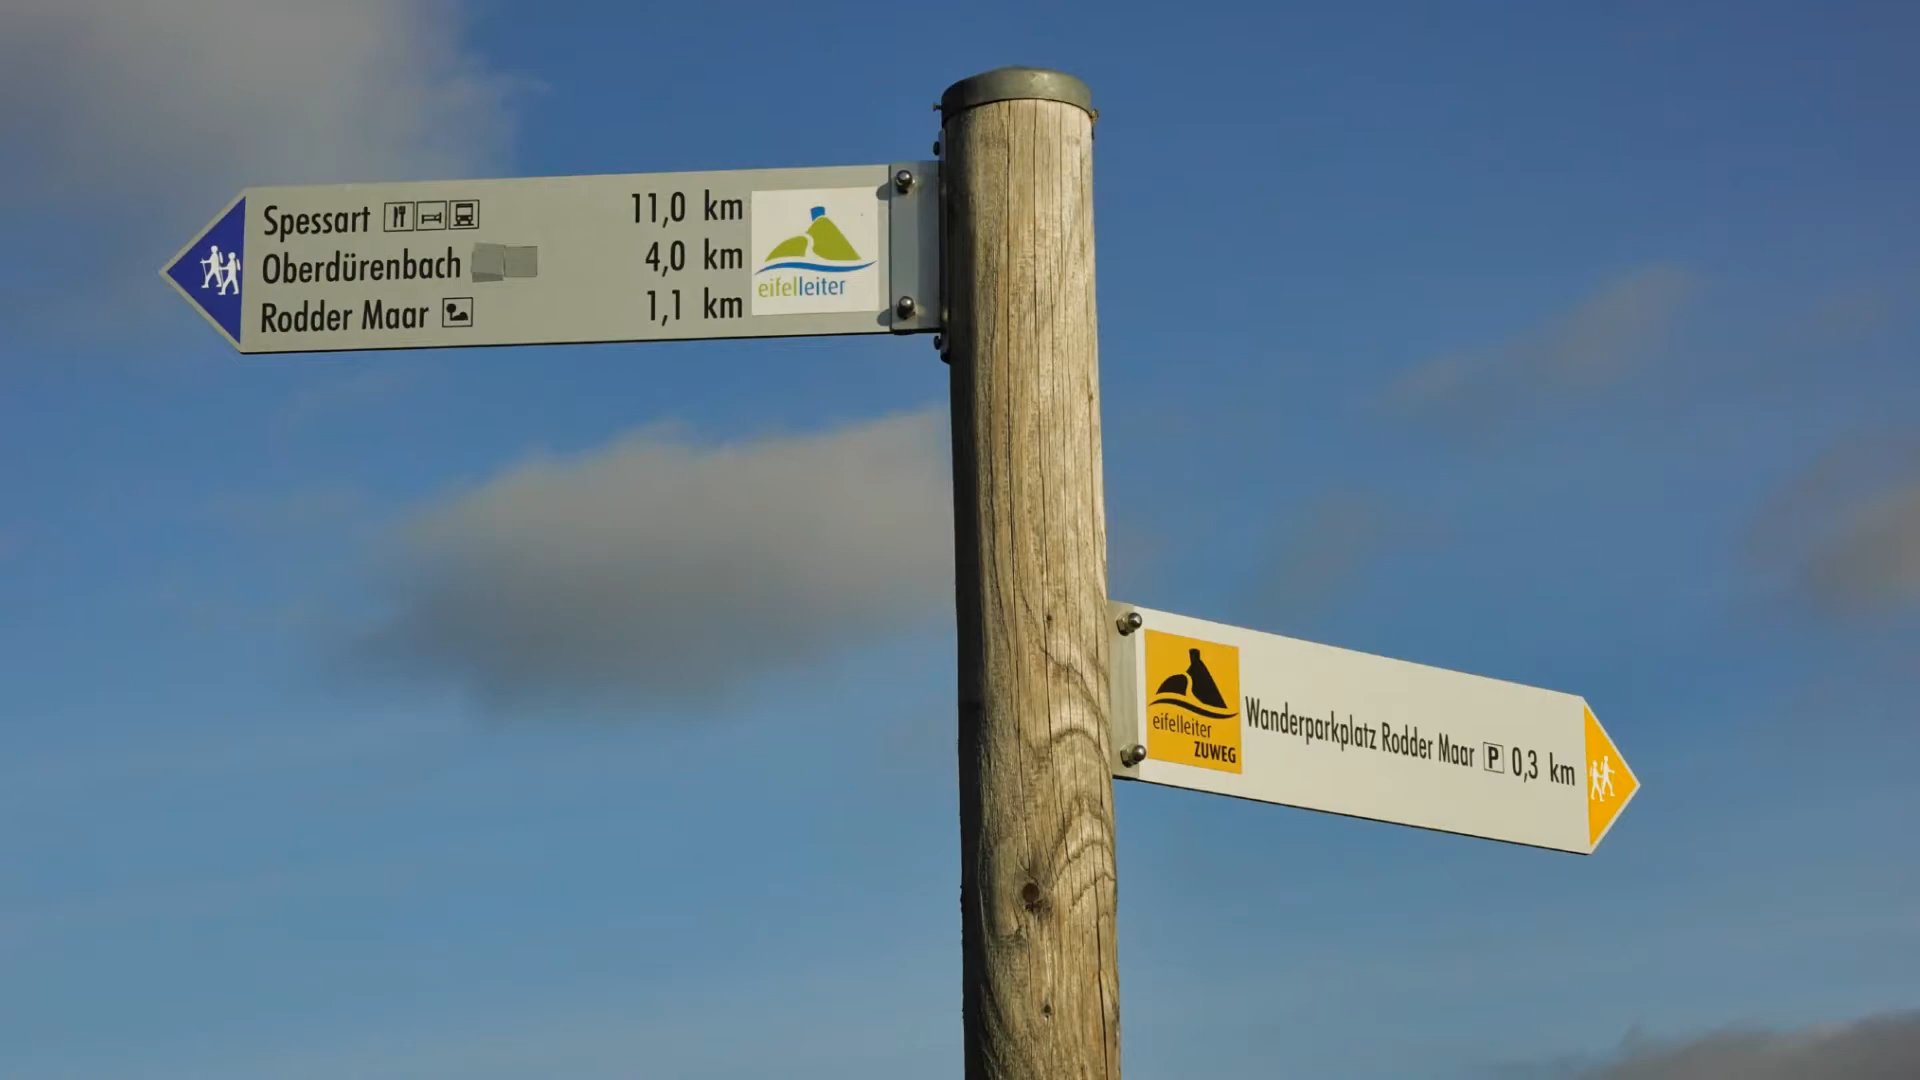 Spessart 11,0 km
Oberdürenbach 4,0 km
Rodder Maar 1,1 km
eifelleiter
eifelleiter
ZUWEG
Wanderparkplatz Rodder Maar P 0,3 km